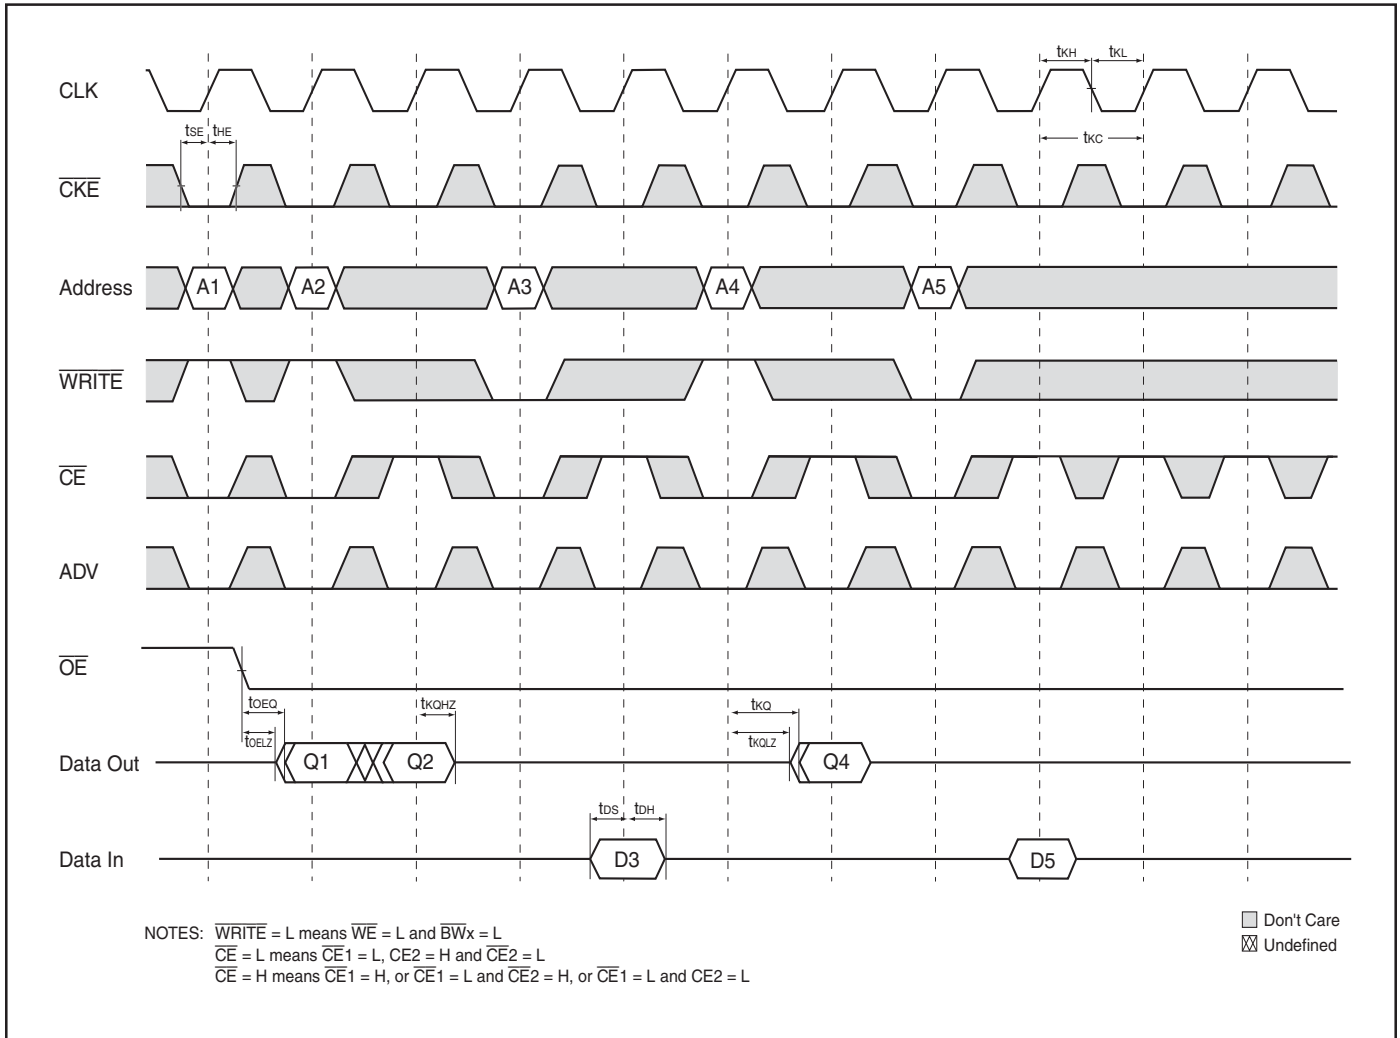 tKH tKL
CLK
tSE tHE
tKC
CKE
Address A1 A2 A3 A4 A5
WRITE
CE
ADV
OE
tOEQ tKQHZ tKQ
tOELZ tKQLZ
Data Out Q1 Q2 Q4
tDS tDH
Data In D3 D5
NOTES: WRITE = L means WE = L and BWx = L
CE = L means CE1 = L, CE2 = H and CE2 = L
CE = H means CE1 = H, or CE1 = L and CE2 = H, or CE1 = L and CE2 = L
Don't Care
Undefined